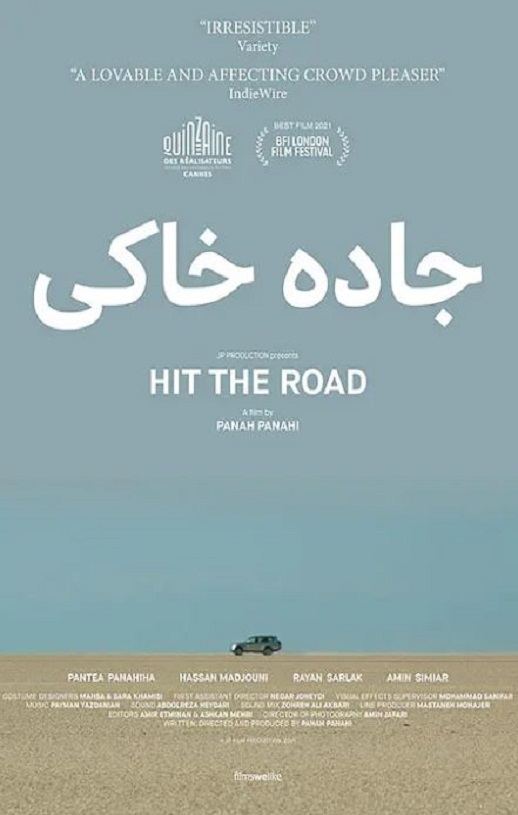 “IRRESISTIBLE”
Variety
“A LOVABLE AND AFFECTING CROWD PLEASER”
IndieWire
QUINZAINE
DES RÉALISATEURS
CANNES
BEST FILM 2021
BFI LONDON
FILM FESTIVAL
جاده خاکی
JP PRODUCTION presents
HIT THE ROAD
A film by
PANAH PANAHI
PANTEA PANAHIHA HASSAN MADJOUNI RAYAN SARLAK AMIN SIMIAR
COSTUME DESIGNERS MAHSA & SARA KHAMISI FIRST ASSISTANT DIRECTOR NEGAR JONEYDI VISUAL EFFECTS SUPERVISOR MOHAMMAD
MUSIC PAYMAN YAZDANIAN SOUND ABDOLREZA HEYDARI SOUND MIX ZOHREH ALI AKBARI LINE PRODUCER MASTANEH MOHAJER
EDITORS AMIR ETMINAN & ASHKAN MEHRI DIRECTOR OF PHOTOGRAPHY AMIN JAFARI
WRITTEN, DIRECTED AND PRODUCED BY PANAH PANAHI
filmswelike